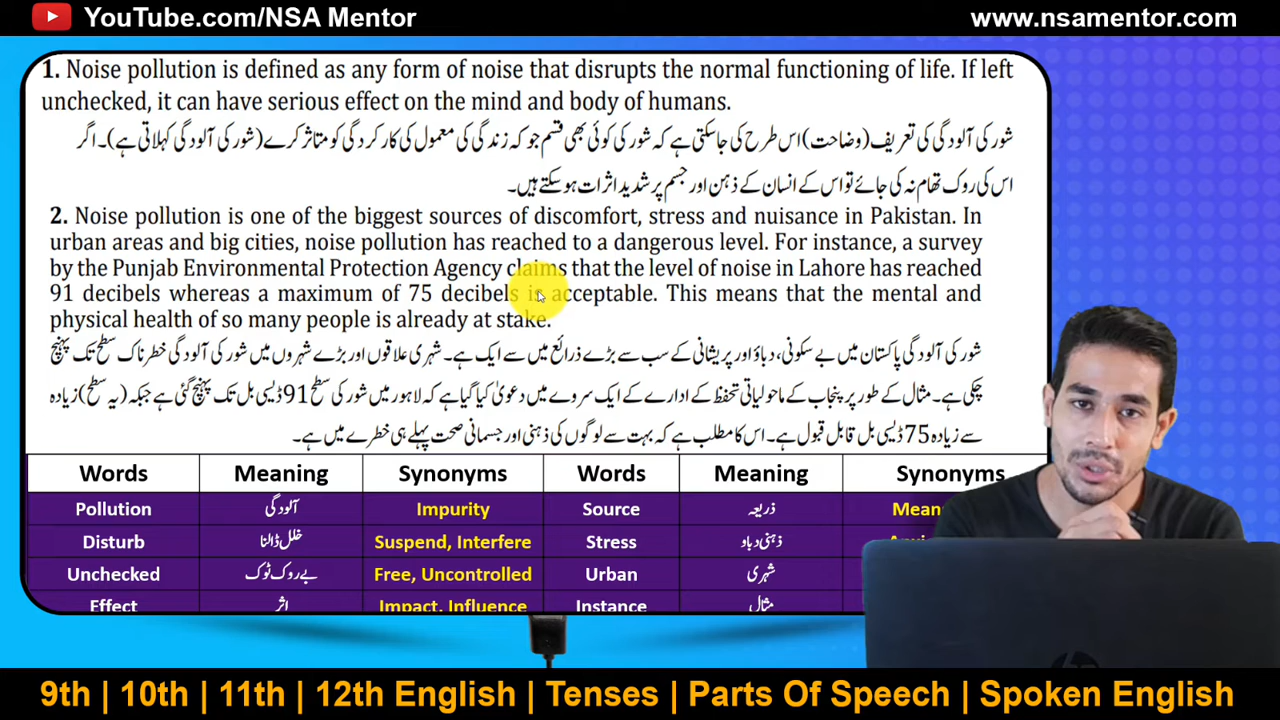 YouTube.com/NSA Mentor
www.nsamentor.com
1. Noise pollution is defined as any form of noise that disrupts the normal functioning of life. If left
unchecked, it can have serious effect on the mind and body of humans.
شور کی آلودگی کی تعریف (وضاحت) اس طرح کی جاسکتی ہے کہ شور کی کوئی بھی قسم جو کہ زندگی کی معمول کی کارکردگی کو متاثر کرے (شور کی آلودگی کہلاتی ہے)۔ اگر
اس کی روک تھام نہ کی جائے تو اس کے انسان کے ذہن اور جسم پر شدید اثرات ہوسکتے ہیں۔
2. Noise pollution is one of the biggest sources of discomfort, stress and nuisance in Pakistan. In
urban areas and big cities, noise pollution has reached to a dangerous level. For instance, a survey
by the Punjab Environmental Protection Agency claims that the level of noise in Lahore has reached
91 decibels whereas a maximum of 75 decibels is acceptable. This means that the mental and
physical health of so many people is already at stake.
شور کی آلودگی پاکستان میں بے سکونی، دباؤ اور پریشانی کے سب سے بڑے ذرائع میں سے ایک ہے۔ شہری علاقوں اور بڑے شہروں میں شور کی آلودگی خطرناک سطح تک پہنچ
چکی ہے۔ مثال کے طور پر پنجاب کے ماحولیاتی تحفظ کے ادارے کے ایک سروے میں دعویٰ کیا گیا ہے کہ لاہور میں شور کی سطح 91 ڈیسی بل تک پہنچ گئی ہے جبکہ (یہ سطح) زیادہ
سے زیادہ 75 ڈیسی بل قابل قبول ہے۔ اس کا مطلب ہے کہ بہت سے لوگوں کی ذہنی اور جسمانی صحت پہلے ہی خطرے میں ہے۔
Words Meaning Synonyms Words Meaning Synonyms
Pollution آلودگی Impurity Source ذریعہ
Disturb خلل ڈالنا Suspend, Interfere Stress ذہنی دباو
Unchecked بے روک ٹوک Free, Uncontrolled Urban شہری
Effect اثر Impact, Influence Instance مثال
9th | 10th | 11th | 12th English | Tenses | Parts Of Speech | Spoken English